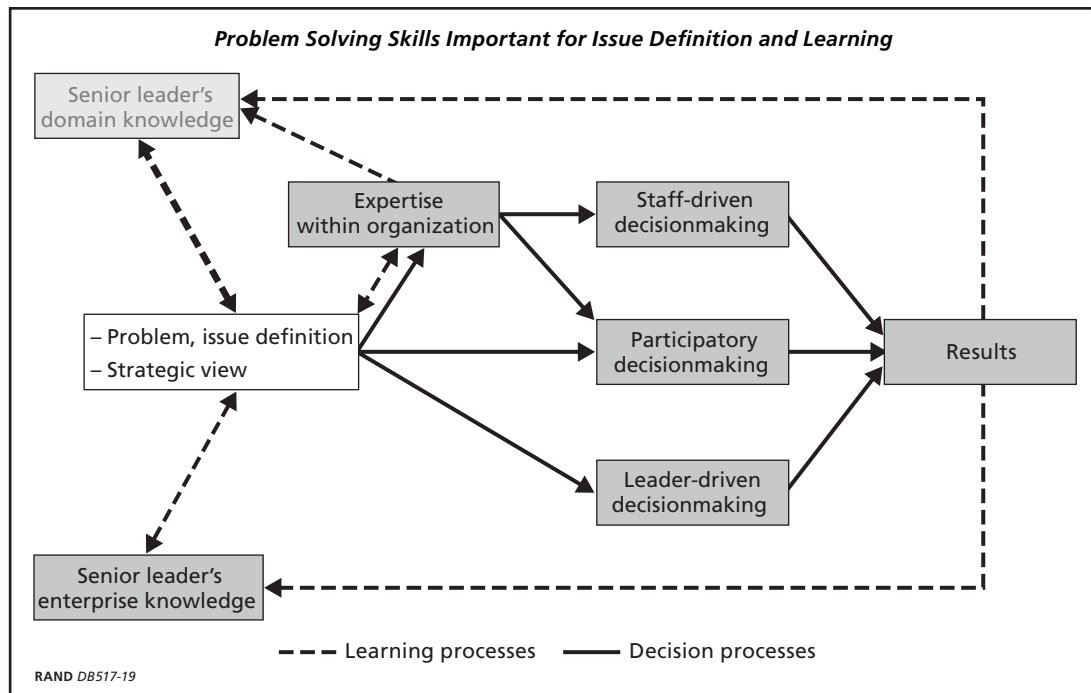 Problem Solving Skills Important for Issue Definition and Learning
Senior leader’s
domain knowledge
Expertise
within organization
Staff-driven
decisionmaking
– Problem, issue definition
– Strategic view
Participatory
decisionmaking
Results
Leader-driven
decisionmaking
Senior leader’s
enterprise knowledge
Learning processes
Decision processes
RAND DB517-19